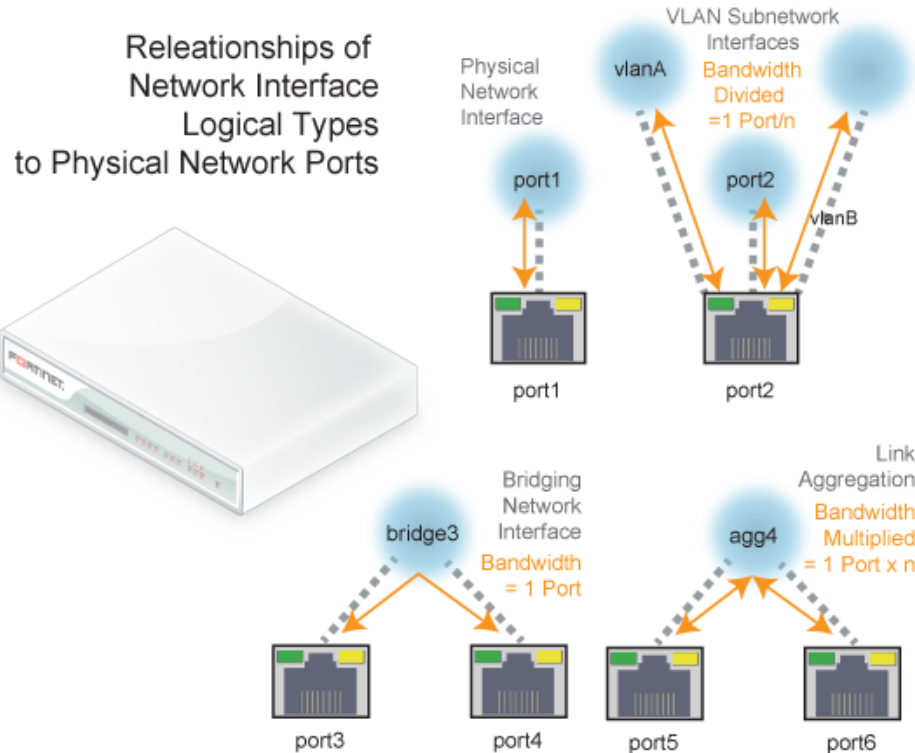 Releationships of
Network Interface
Logical Types
to Physical Network Ports
Physical
Network
Interface
port1
port1
VLAN Subnetwork
Interfaces
Bandwidth
Divided
=1 Port/n
vlanA
port2
vlanB
port2
FORTINET
Bridging
Network
Interface
Bandwidth
= 1 Port
bridge3
port3
port4
Link
Aggregation
Bandwidth
Multiplied
= 1 Port x n
agg4
port5
port6